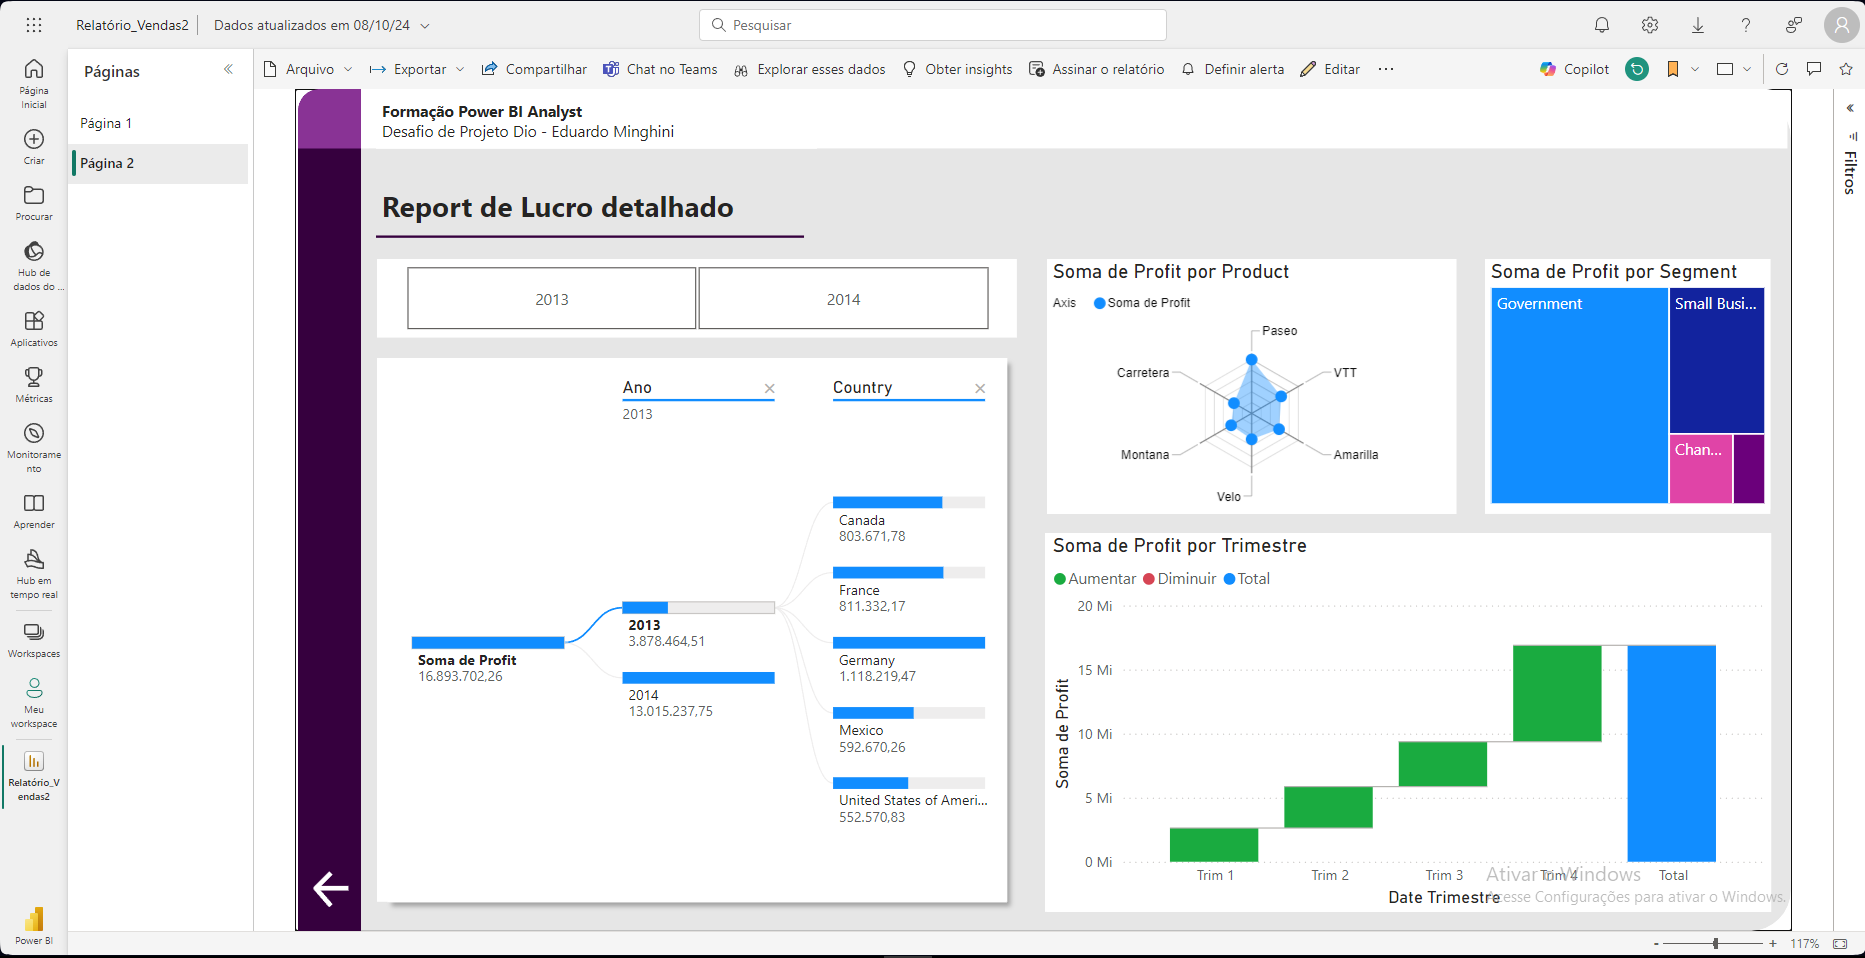 Relatório_Vendas2
Dados atualizados em 08/10/24
Pesquisar
Página
Inicial
Criar
Procurar
Hub de
dados do ...
Aplicativos
Métricas
Monitorame
nto
Aprender
Hub em
tempo real
Workspaces
Meu
workspace
Relatório_V
endas2
Power BI
Páginas
Página 1
Página 2
Arquivo
Exportar
Compartilhar
Chat no Teams
Explorar esses dados
Obter insights
Assinar o relatório
Definir alerta
Editar
...
Copilot
Filtros
Formação Power BI Analyst
Desafio de Projeto Dio - Eduardo Minghini
Report de Lucro detalhado
2013
2014
Ano
2013
Country
Soma de Profit
16.893.702,26
2013
3.878.464,51
2014
13.015.237,75
Canada
803.671,78
France
811.332,17
Germany
1.118.219,47
Mexico
592.670,26
United States of Ameri...
552.570,83
Soma de Profit por Product
Axis
Soma de Profit
Paseo
VTT
Amarilla
Velo
Montana
Carretera
Soma de Profit por Segment
Government
Small Busi...
Chan...
Soma de Profit por Trimestre
Aumentar
Diminuir
Total
Soma de Profit
20 Mi
15 Mi
10 Mi
5 Mi
0 Mi
Trim 1
Trim 2
Trim 3
Trim 4
Total
Date Trimestre
Ativar o Windows
Acesse Configurações para ativar o Windows.
- + 117%